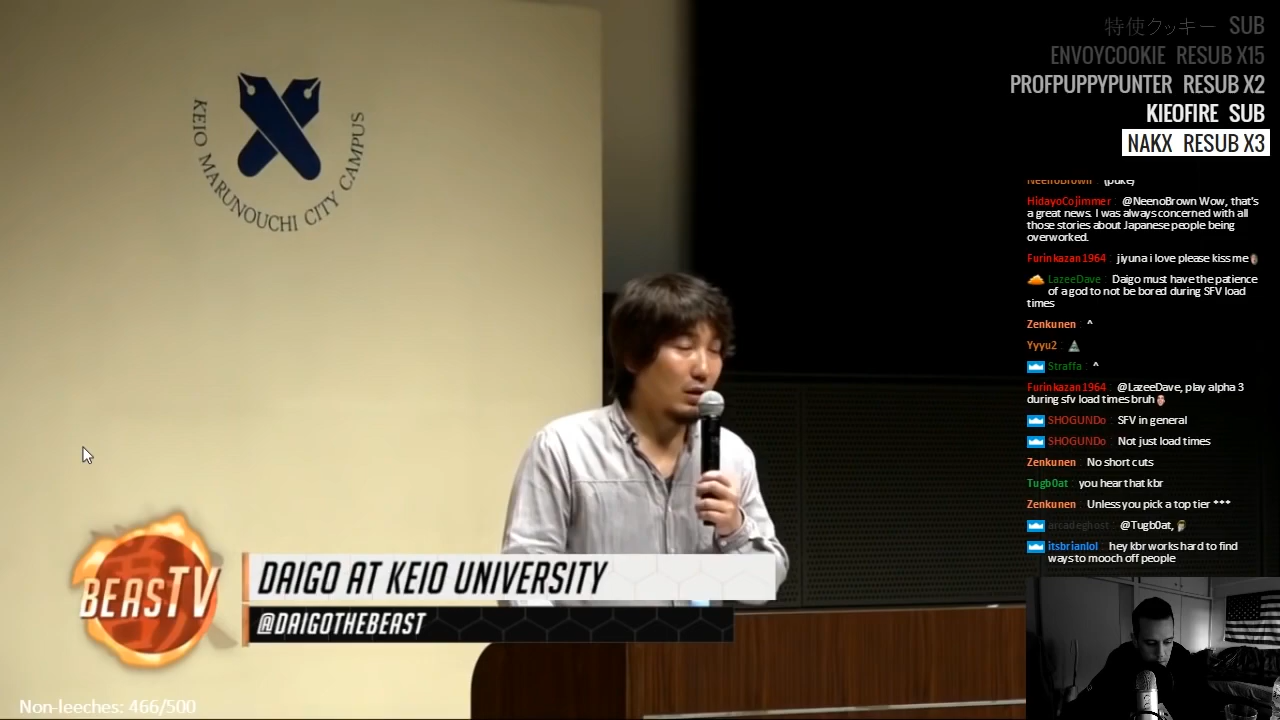 KEIO MARUNOUCHI CITY CAMPUS
特使クッキー SUB
ENVOYCOOKIE RESUB X15
PROFPUPPYPUNTER RESUB X2
KIEOFIRE SUB
NAKX RESUB X3
NeenoBrown : (puke)
HidayoCojimmer : @NeenoBrown Wow, that's
a great news. I was always concerned with all
those stories about Japanese people being
overworked.
Furinkazan1964 : jiyuna i love please kiss me
LazeeDave : Daigo must have the patience
of a god to not be bored during SFV load
times
Zenkunen : ^
Yyyu2 :
Straffa : ^
Furinkazan1964 : @LazeeDave, play alpha 3
during sfv load times bruh
SHOGUNDo : SFV in general
SHOGUNDo : Not just load times
Zenkunen : No short cuts
Tugb0at : you hear that kbr
Zenkunen : Unless you pick a top tier ***
arcadeghost : @Tugb0at,
itsbrianlol : hey kbr works hard to find
ways to mooch off people
BEASTV
DAIGO AT KEIO UNIVERSITY
@DAIGOTHEBEAST
Non-leeches: 466/500